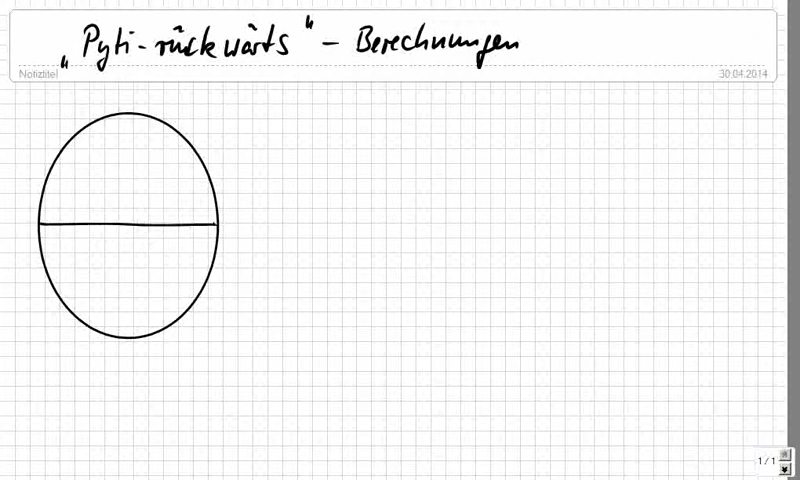 „Pyti-rückwärts" - Berechnungen
Notiztitel
30.04.2014
1/1